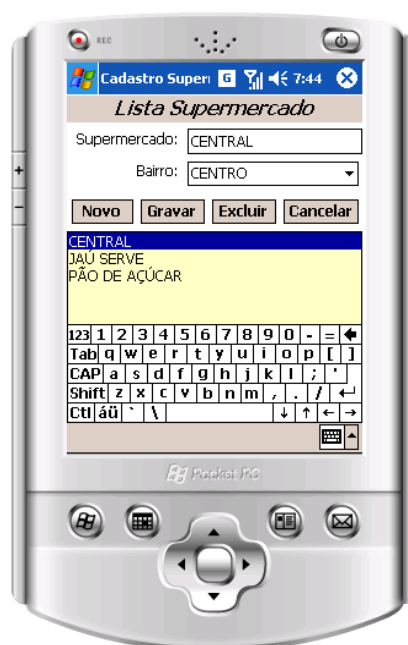 REC
Cadastro Superi G 7:44
Lista Supermercado
Supermercado: CENTRAL
Bairro: CENTRO
Novo Gravar Excluir Cancelar
CENTRAL
JAÚ SERVE
PÃO DE AÇÚCAR
123 1 2 3 4 5 6 7 8 9 0 - =
Tab q w e r t y u i o p [ ]
CAP a s d f g h j k l ; '
Shift z x c v b n m , . /
Ctl áü ` \
Pocket PC